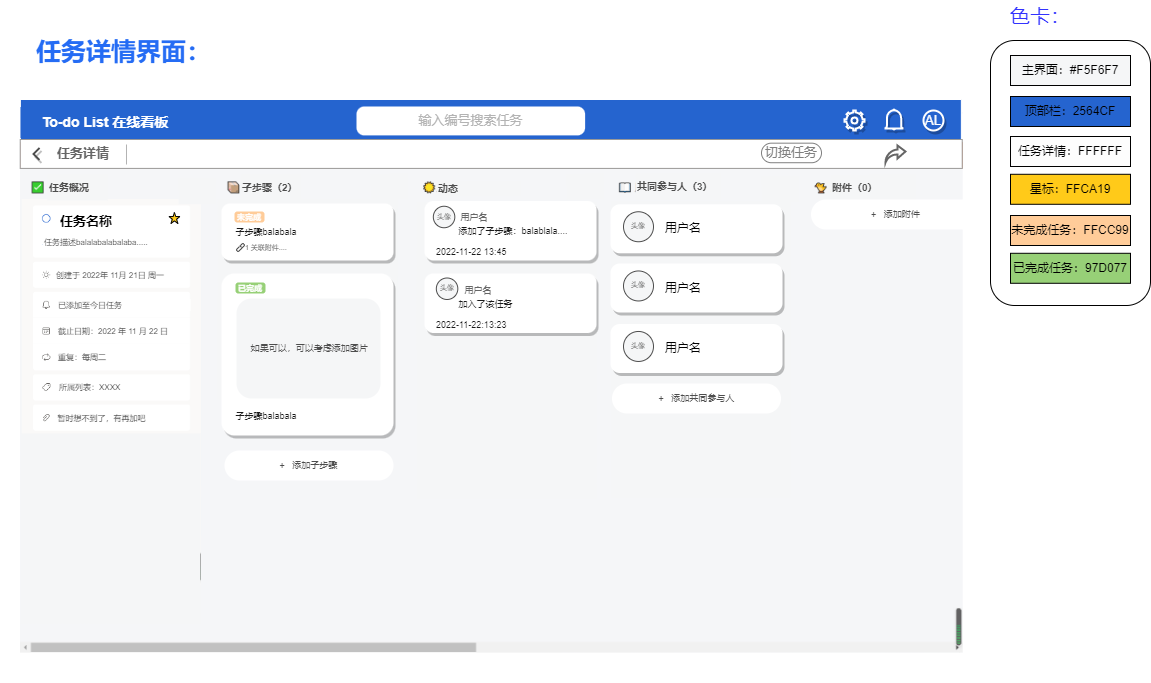 色卡：
任务详情界面：
主界面：#F5F6F7
顶部栏：2564CF
任务详情：FFFFFF
星标：FFCA19
未完成任务：FFCC99
已完成任务：97D077
To-do List 在线看板
输入编号搜索任务
AL
任务详情
切换任务
任务概况
任务名称
任务描述balalabalabalaba.....
创建于 2022年 11月 21日 周一
已添加至今日任务
截止日期：2022 年 11 月 22 日
重复：每周二
所属列表：XXXX
暂时想不到了，有再加吧
子步骤（2）
未完成
子步骤balabala
1 关联附件....
已完成
如果可以，可以考虑添加图片
子步骤balabala
+ 添加子步骤
动态
头像
用户名
添加了子步骤：balablala....
2022-11-22 13:45
头像
用户名
加入了该任务
2022-11-22:13:23
共同参与人（3）
头像
用户名
头像
用户名
头像
用户名
+ 添加共同参与人
附件（0）
+ 添加附件